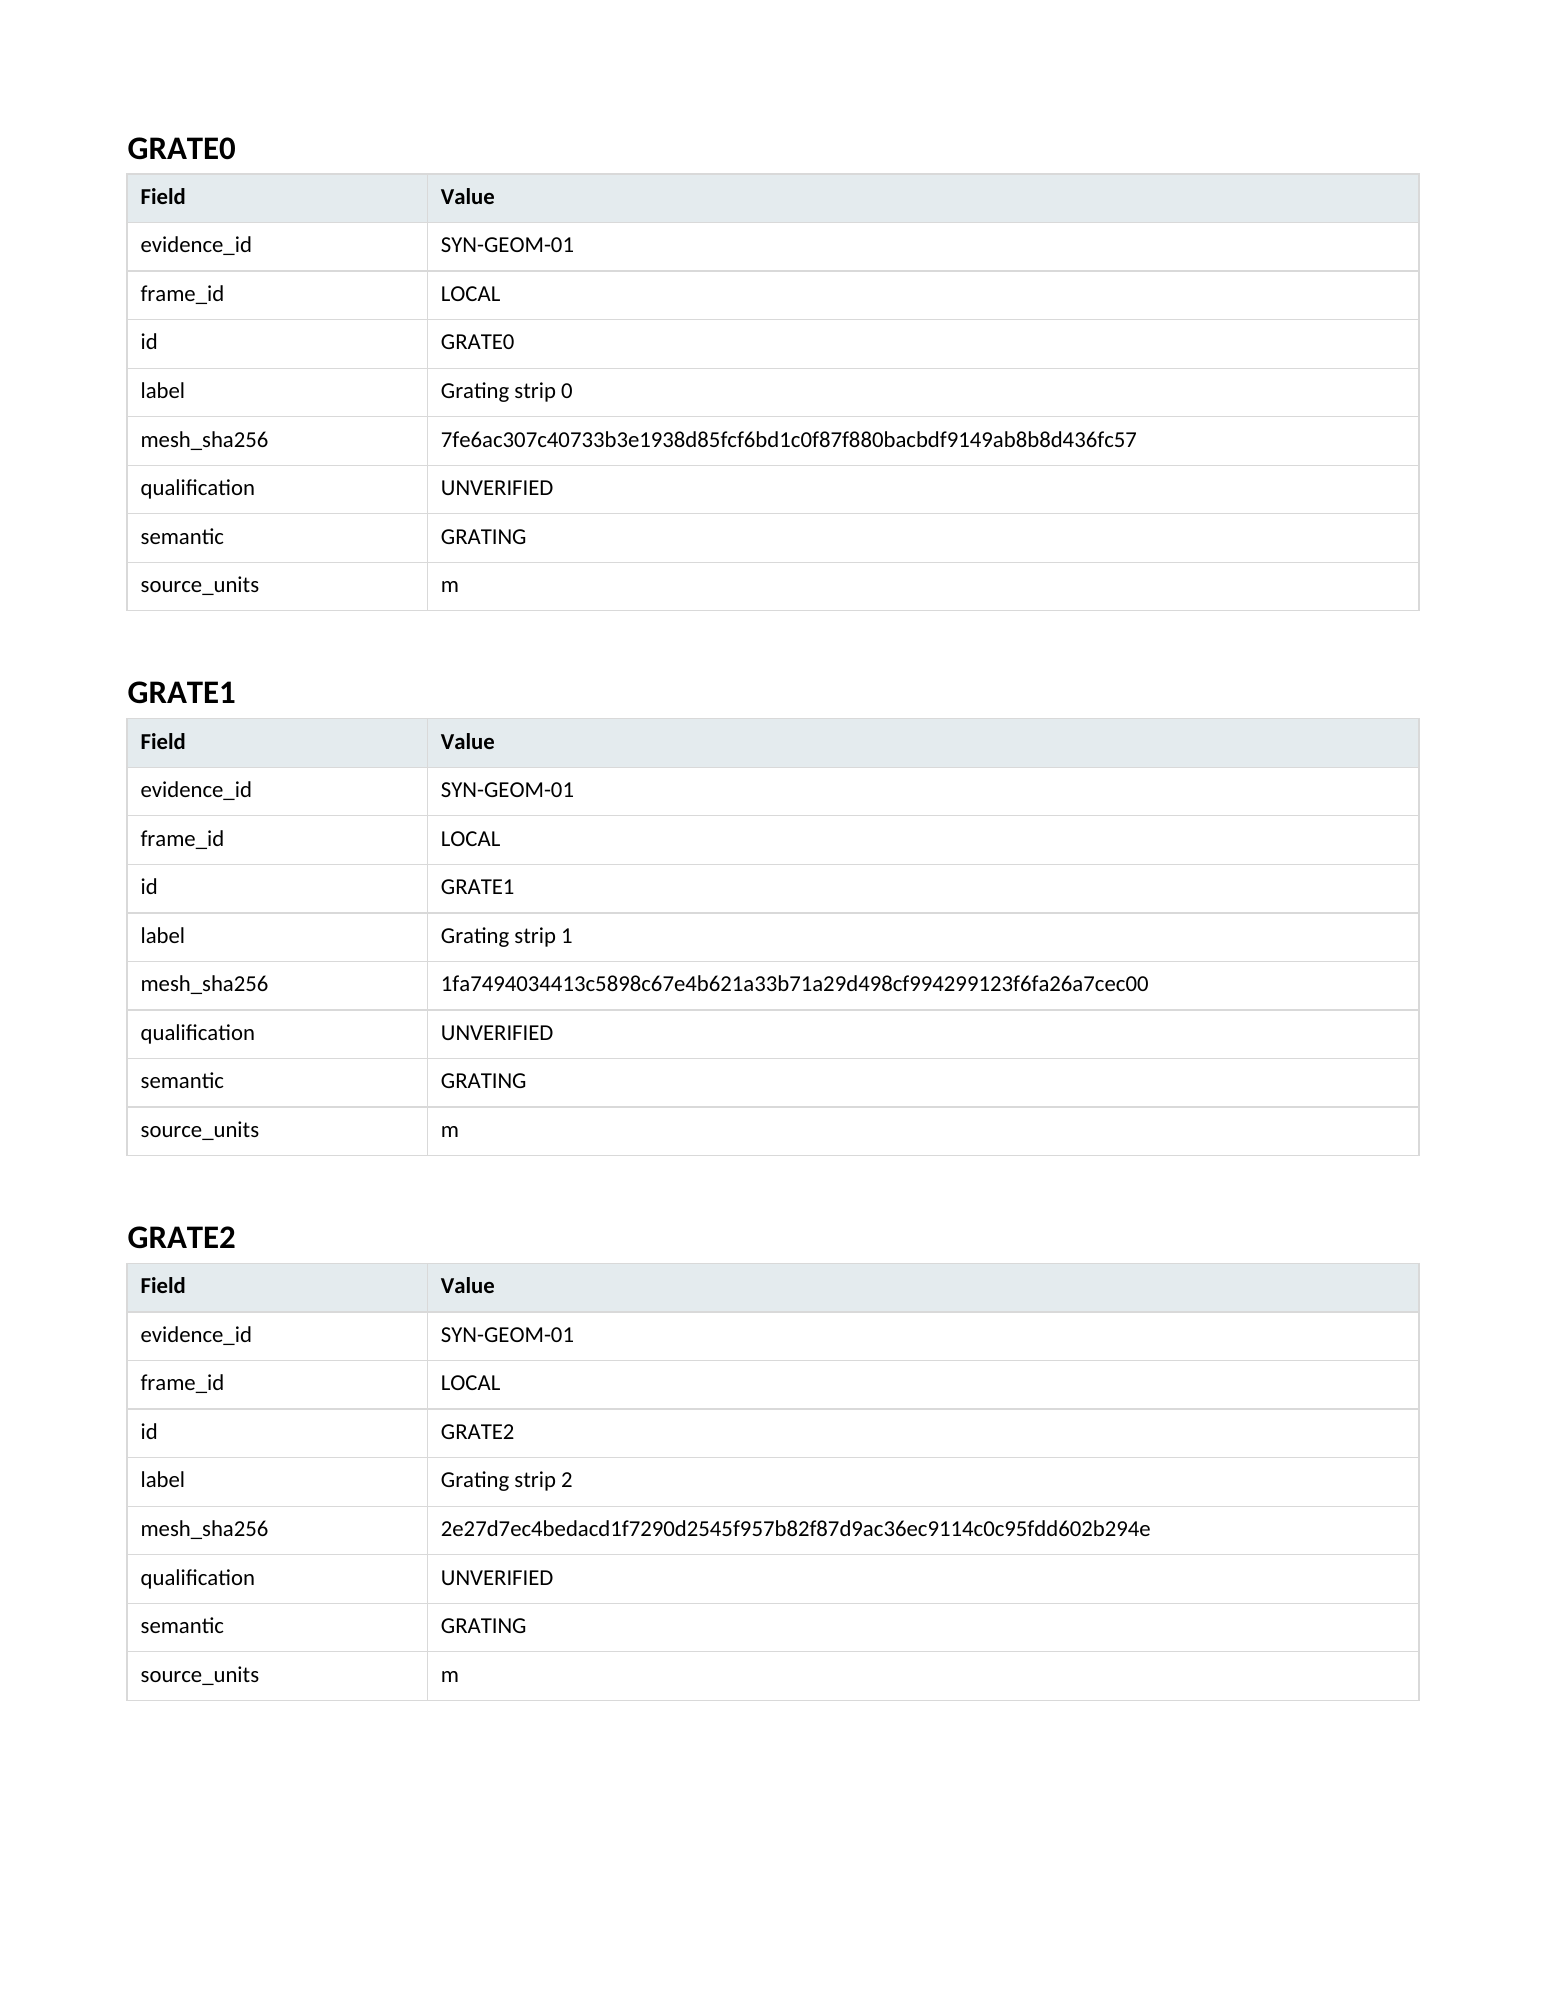 GRATE0
Field Value
evidence_id SYN-GEOM-01
frame_id LOCAL
id GRATE0
label Grating strip 0
mesh_sha256 7fe6ac307c40733b3e1938d85fcf6bd1c0f87f880bacbdf9149ab8b8d436fc57
qualification UNVERIFIED
semantic GRATING
source_units m
GRATE1
Field Value
evidence_id SYN-GEOM-01
frame_id LOCAL
id GRATE1
label Grating strip 1
mesh_sha256 1fa7494034413c5898c67e4b621a33b71a29d498cf994299123f6fa26a7cec00
qualification UNVERIFIED
semantic GRATING
source_units m
GRATE2
Field Value
evidence_id SYN-GEOM-01
frame_id LOCAL
id GRATE2
label Grating strip 2
mesh_sha256 2e27d7ec4bedacd1f7290d2545f957b82f87d9ac36ec9114c0c95fdd602b294e
qualification UNVERIFIED
semantic GRATING
source_units m